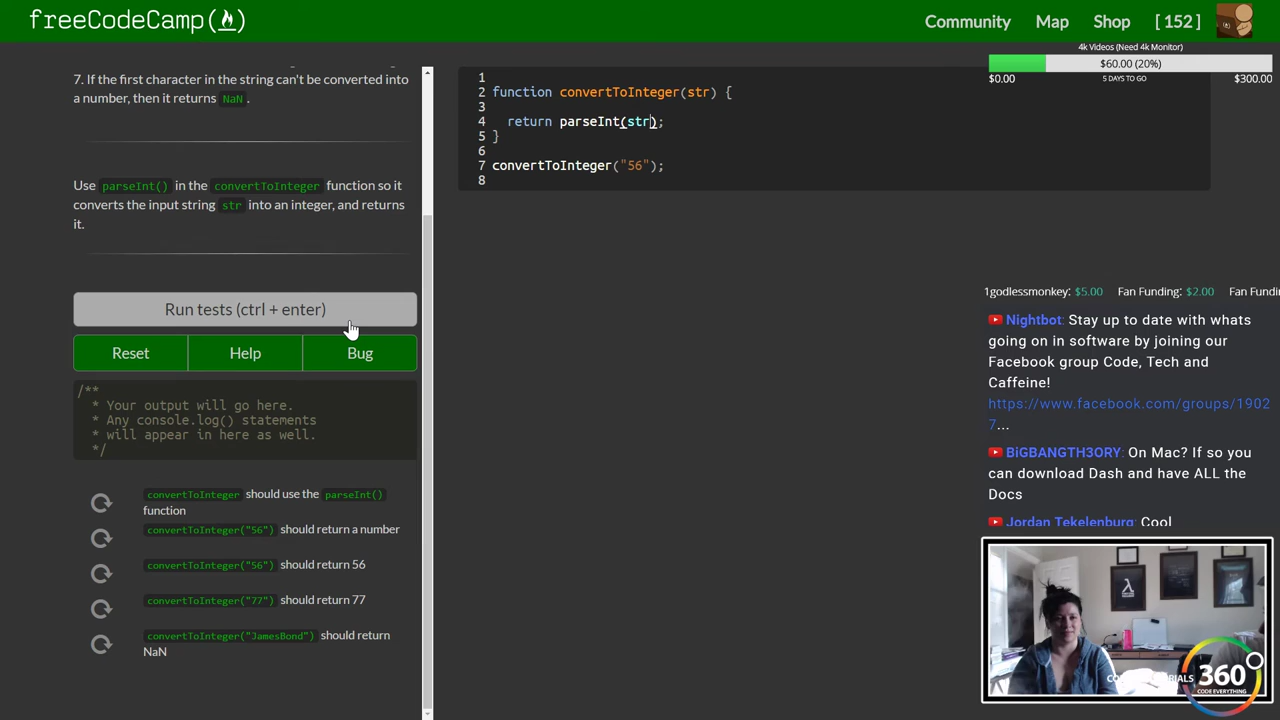 freeCodeCamp
Community Map Shop [ 152 ]
4k Videos (Need 4k Monitor)
$60.00 (20%)
$0.00 5 DAYS TO GO $300.00
7. If the first character in the string can't be converted into
a number, then it returns NaN .
Use parseInt() in the convertToInteger function so it
converts the input string str into an integer, and returns
it.
Run tests (ctrl + enter)
Reset Help Bug
/**
* Your output will go here.
* Any console.log() statements
* will appear in here as well.
*/
convertToInteger should use the parseInt()
function
convertToInteger("56") should return a number
convertToInteger("56") should return 56
convertToInteger("77") should return 77
convertToInteger("JamesBond") should return
NaN
1
2 function convertToInteger(str) {
3
4 return parseInt(str);
5 }
6
7 convertToInteger("56");
8
1godlessmonkey: $5.00 Fan Funding: $2.00 Fan Fundi
Nightbot: Stay up to date with whats
going on in software by joining our
Facebook group Code, Tech and
Caffeine!
https://www.facebook.com/groups/1902
7...
BiGBANGTH3ORY: On Mac? If so you
can download Dash and have ALL the
Docs
Jordan Tekelenburg: Cool
360
CODE EVERYTHING